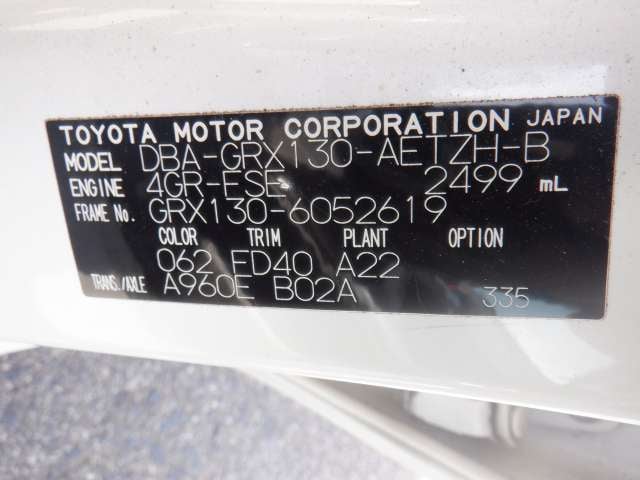 TOYOTA MOTOR CORPORATION JAPAN
MODEL DBA-GRX130-AETZH-B
ENGINE 4GR-FSE 2499 mL
FRAME No. GRX130-6052619
COLOR TRIM PLANT OPTION
062 ED40 A22
TRANS./AXLE A960E B02A 335